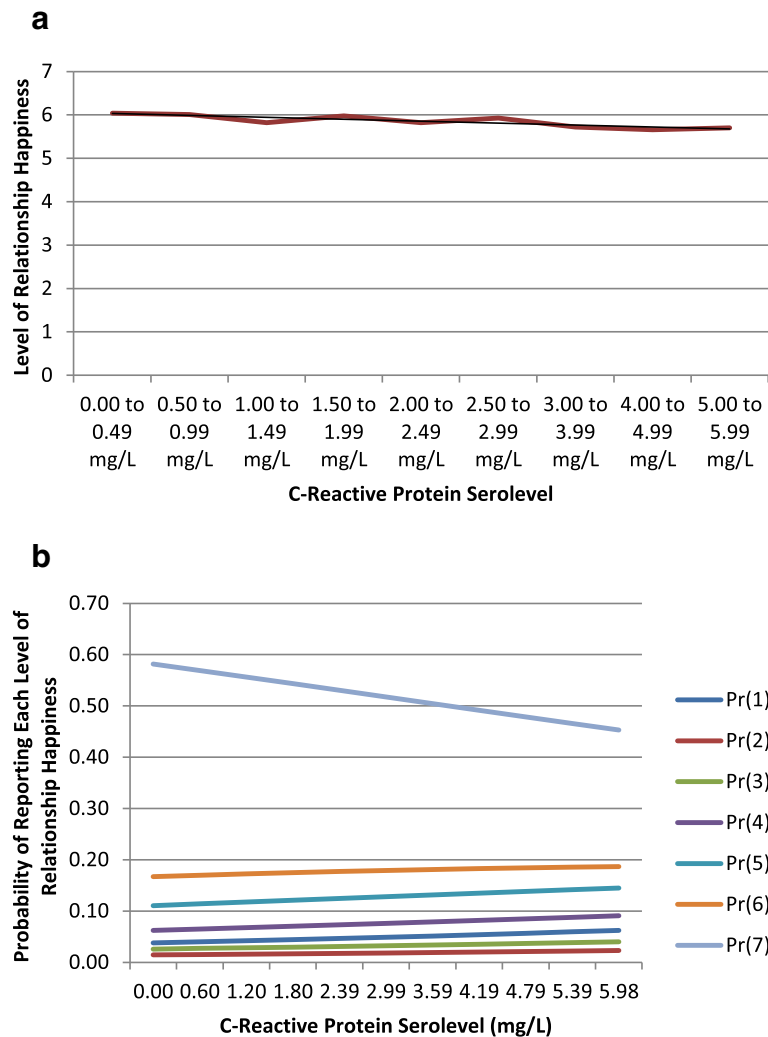 a
Level of Relationship Happiness
7
6
5
4
3
2
1
0
0.00 to 0.50 to 1.00 to 1.50 to 2.00 to 2.50 to 3.00 to 4.00 to 5.00 to
0.49 0.99 1.49 1.99 2.49 2.99 3.99 4.99 5.99
mg/L mg/L mg/L mg/L mg/L mg/L mg/L mg/L mg/L
C-Reactive Protein Serolevel
b
Probability of Reporting Each Level of
Relationship Happiness
0.70
0.60
0.50
0.40
0.30
0.20
0.10
0.00
0.00 0.60 1.20 1.80 2.39 2.99 3.59 4.19 4.79 5.39 5.98
C-Reactive Protein Serolevel (mg/L)
Pr(1)
Pr(2)
Pr(3)
Pr(4)
Pr(5)
Pr(6)
Pr(7)